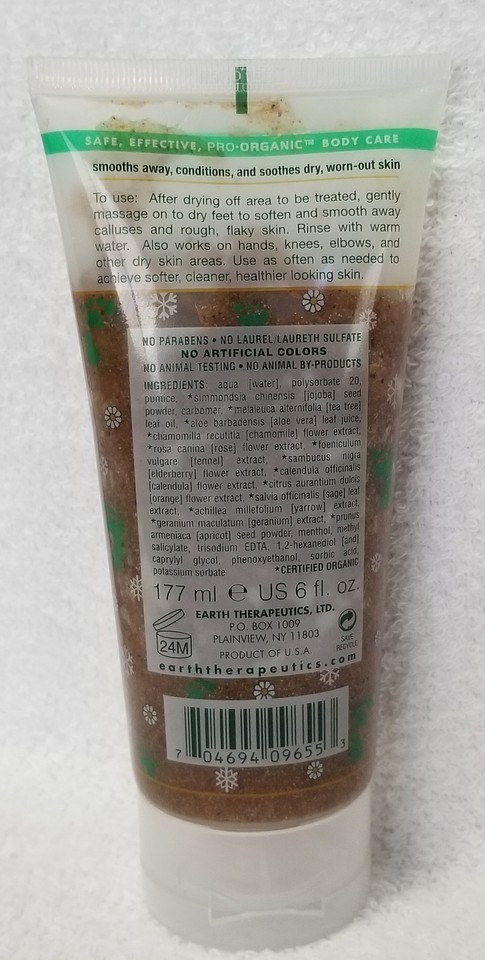 SAFE, EFFECTIVE, PRO•ORGANIC™ BODY CARE
smooths away, conditions, and soothes dry, worn-out skin
To use: After drying off area to be treated, gently
massage on to dry feet to soften and smooth away
calluses and rough, flaky skin. Rinse with warm
water. Also works on hands, knees, elbows, and
other dry skin areas. Use as often as needed to
achieve softer, cleaner, healthier looking skin.
NO PARABENS • NO LAUREL/LAURETH SULFATE
NO ARTIFICIAL COLORS
NO ANIMAL TESTING • NO ANIMAL BY-PRODUCTS
INGREDIENTS: aqua [water], polysorbate 20,
pumice, *simmondsia chinensis [jojoba] seed
powder, carbomer, *melaleuca alternifolia [tea tree]
leaf oil, *aloe barbadensis [aloe vera] leaf juice,
*chamomilla recutitia [chamomile] flower extract,
*rosa canina [rose] flower extract, *foeniculum
vulgare [fennel] extract, *sambucus nigra
[elderberry] flower extract, *calendula officinalis
[calendula] flower extract, *citrus aurantium dulcis
[orange] flower extract, *salvia officinalis [sage] leaf
extract, *achillea millefolium [yarrow] extract,
*geranium maculatum [geranium] extract, *prunus
armeniaca [apricot] seed powder, menthol, methyl
salicylate, trisodium EDTA, 1,2-hexanediol [and]
caprylyl glycol, phenoxyethanol, sorbic acid,
potassium sorbate *CERTIFIED ORGANIC
177 ml ℮ US 6 fl. oz.
EARTH THERAPEUTICS, LTD.
P.O. BOX 1009
PLAINVIEW, NY 11803
PRODUCT OF U.S.A.
24M
SAVE
RECYCLE
earththerapeutics.com
7 04694 09655 3